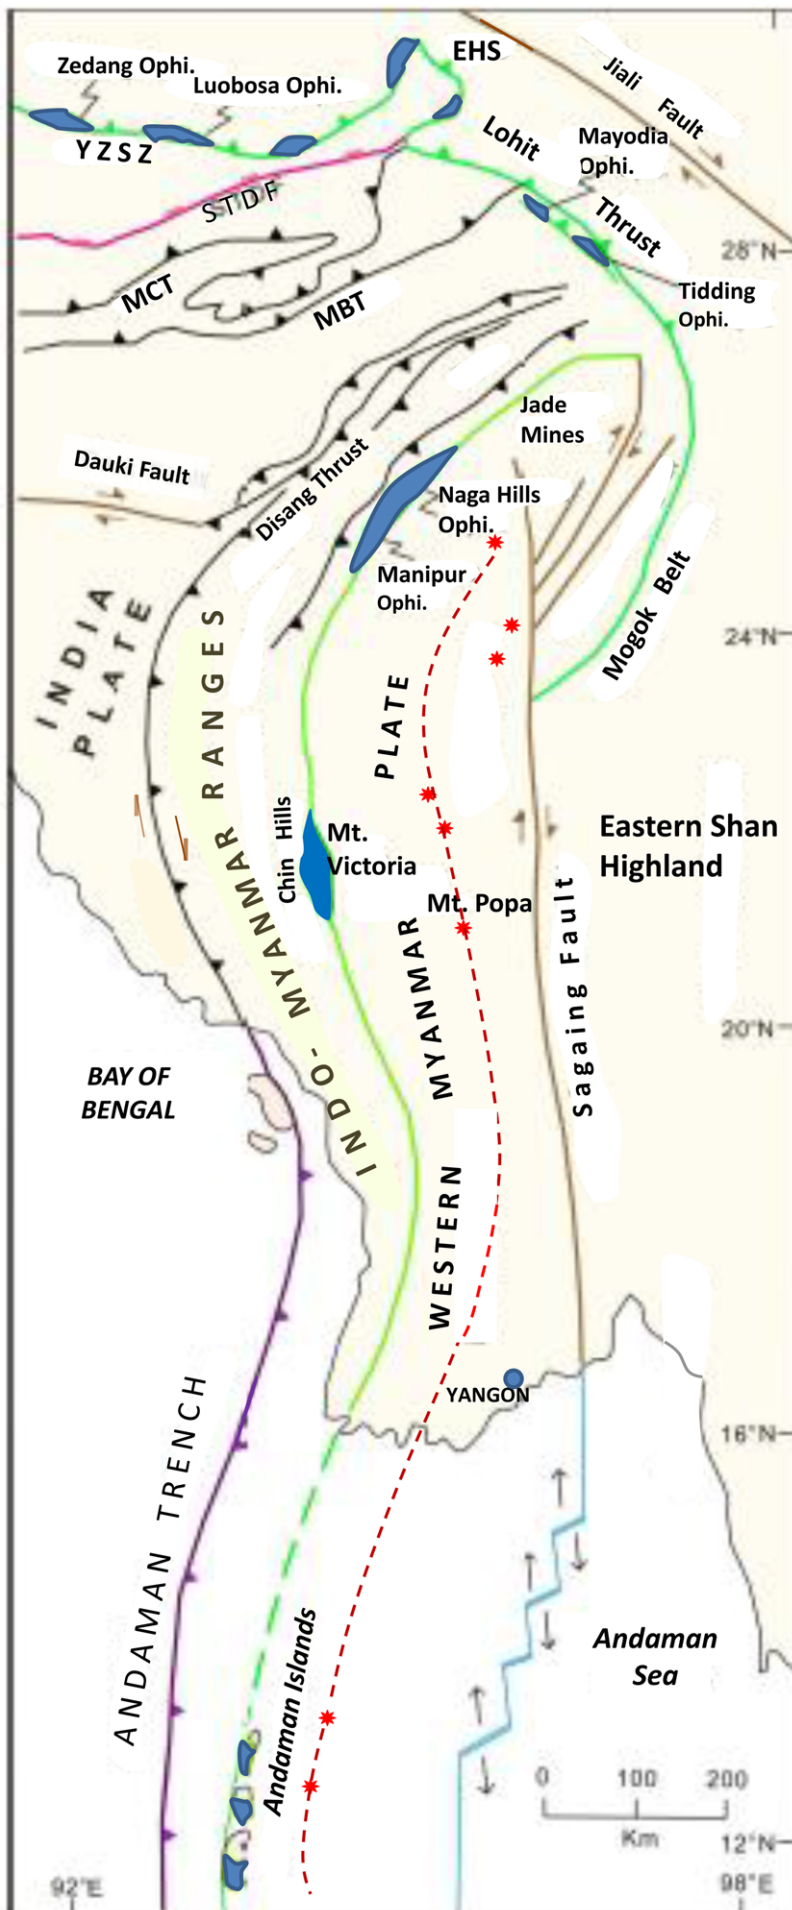 EHS
Zedang Ophi.
Luobosa Ophi.
Jiali Fault
YZSZ
Lohit
Thrust
Mayodia
Ophi.
STDF
28°N
MCT
MBT
Tidding
Ophi.
Jade
Mines
Dauki Fault
Disang Thrust
Naga Hills
Ophi.
Manipur
Ophi.
INDIA
PLATE
24°N
Mogok Belt
INDO- MYANMAR RANGES
WESTERN MYANMAR PLATE
Chin Hills
Mt.
Victoria
Eastern Shan
Highland
Mt. Popa
Sagaing Fault
20°N
BAY OF
BENGAL
YANGON
16°N
ANDAMAN TRENCH
Andaman Islands
Andaman
Sea
0 100 200
Km
12°N
92°E
98°E